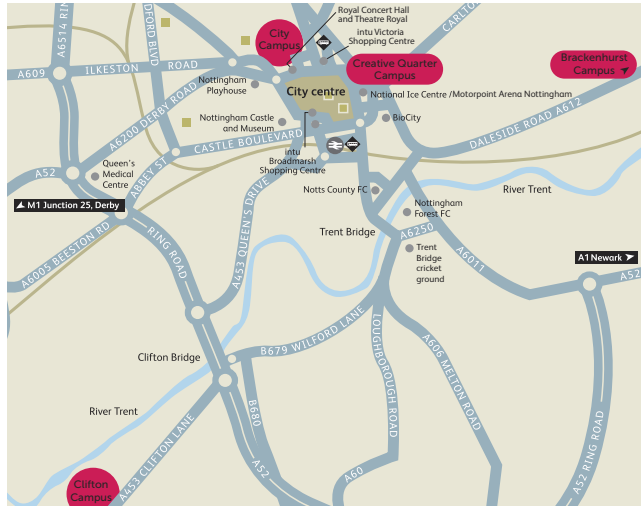 Royal Concert Hall
and Theatre Royal
CARLTO
A6514 RIN
DFORD BLVD
City
Campus
intu Victoria
Shopping Centre
Creative Quarter
Campus
Brackenhurst
Campus
A609
ILKESTON ROAD
Nottingham
Playhouse
City centre
National Ice Centre /Motorpoint Arena Nottingham
A6200 DERBY ROAD
Nottingham Castle
and Museum
BioCity
DALESIDE ROAD A612
CASTLE BOULEVARD
intu
Broadmarsh
Shopping Centre
A52
Queen's
Medical
Centre
ABBEY ST
Notts County FC
River Trent
M1 Junction 25, Derby
Nottingham
Forest FC
A453 QUEEN'S DRIVE
Trent Bridge
A6250
A6005 BEESTON RD
RING ROAD
Trent
Bridge
cricket
ground
A6011
A1 Newark
A52
B679 WILFORD LANE
Clifton Bridge
LOUGHBOROUGH ROAD
A606 MELTON ROAD
River Trent
B680
A453 CLIFTON LANE
A52
A60
A52 RING ROAD
Clifton
Campus